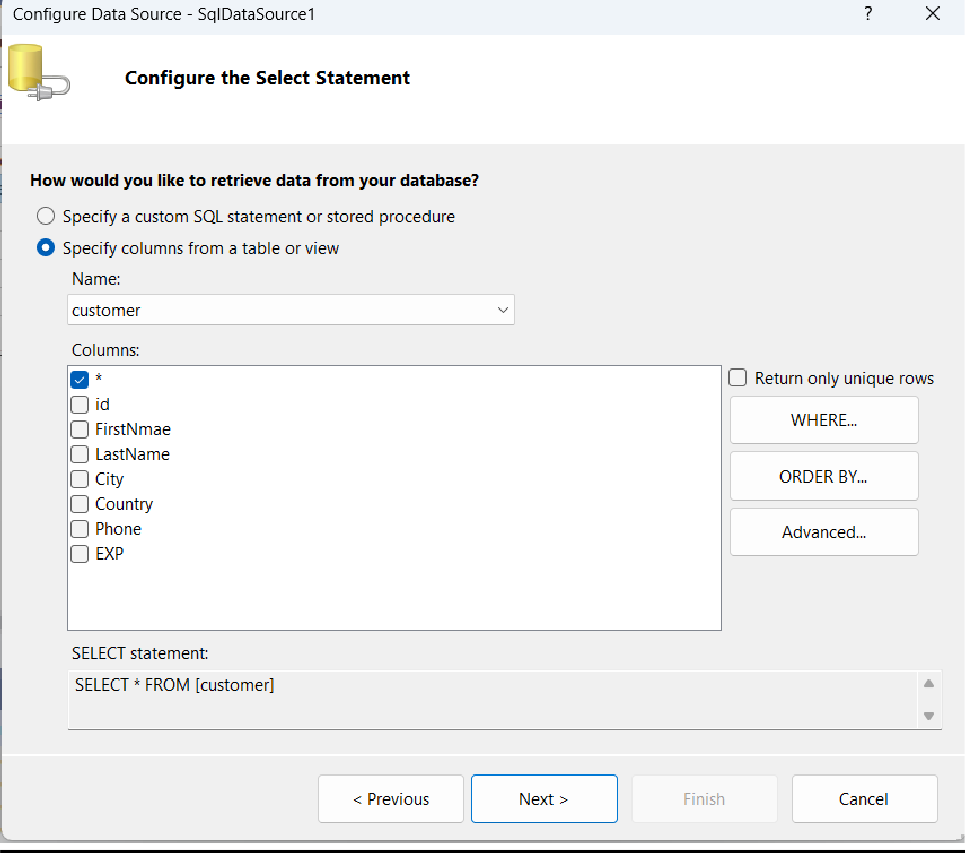 Configure Data Source - SqlDataSource1
?
Configure the Select Statement
How would you like to retrieve data from your database?
Specify a custom SQL statement or stored procedure
Specify columns from a table or view
Name:
customer
Columns:
*
Return only unique rows
id
FirstNmae
LastName
City
Country
Phone
EXP
WHERE...
ORDER BY...
Advanced...
SELECT statement:
SELECT * FROM [customer]
< Previous
Next >
Finish
Cancel